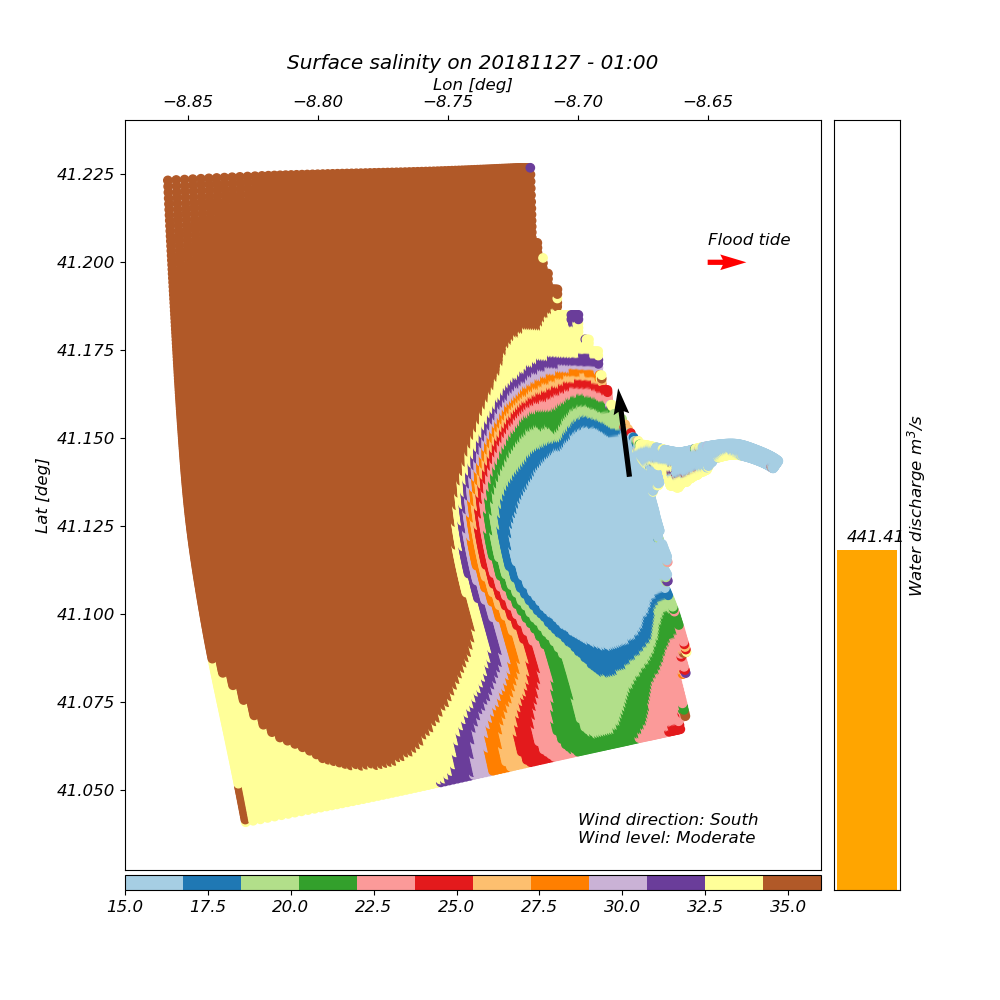 Surface salinity on 20181127 - 01:00
Lon [deg]
−8.85 −8.80 −8.75 −8.70 −8.65
41.225
41.200
41.175
41.150
41.125
41.100
41.075
41.050
Lat [deg]
Flood tide
Wind direction: South
Wind level: Moderate
441.41
Water discharge m³/s
15.0 17.5 20.0 22.5 25.0 27.5 30.0 32.5 35.0